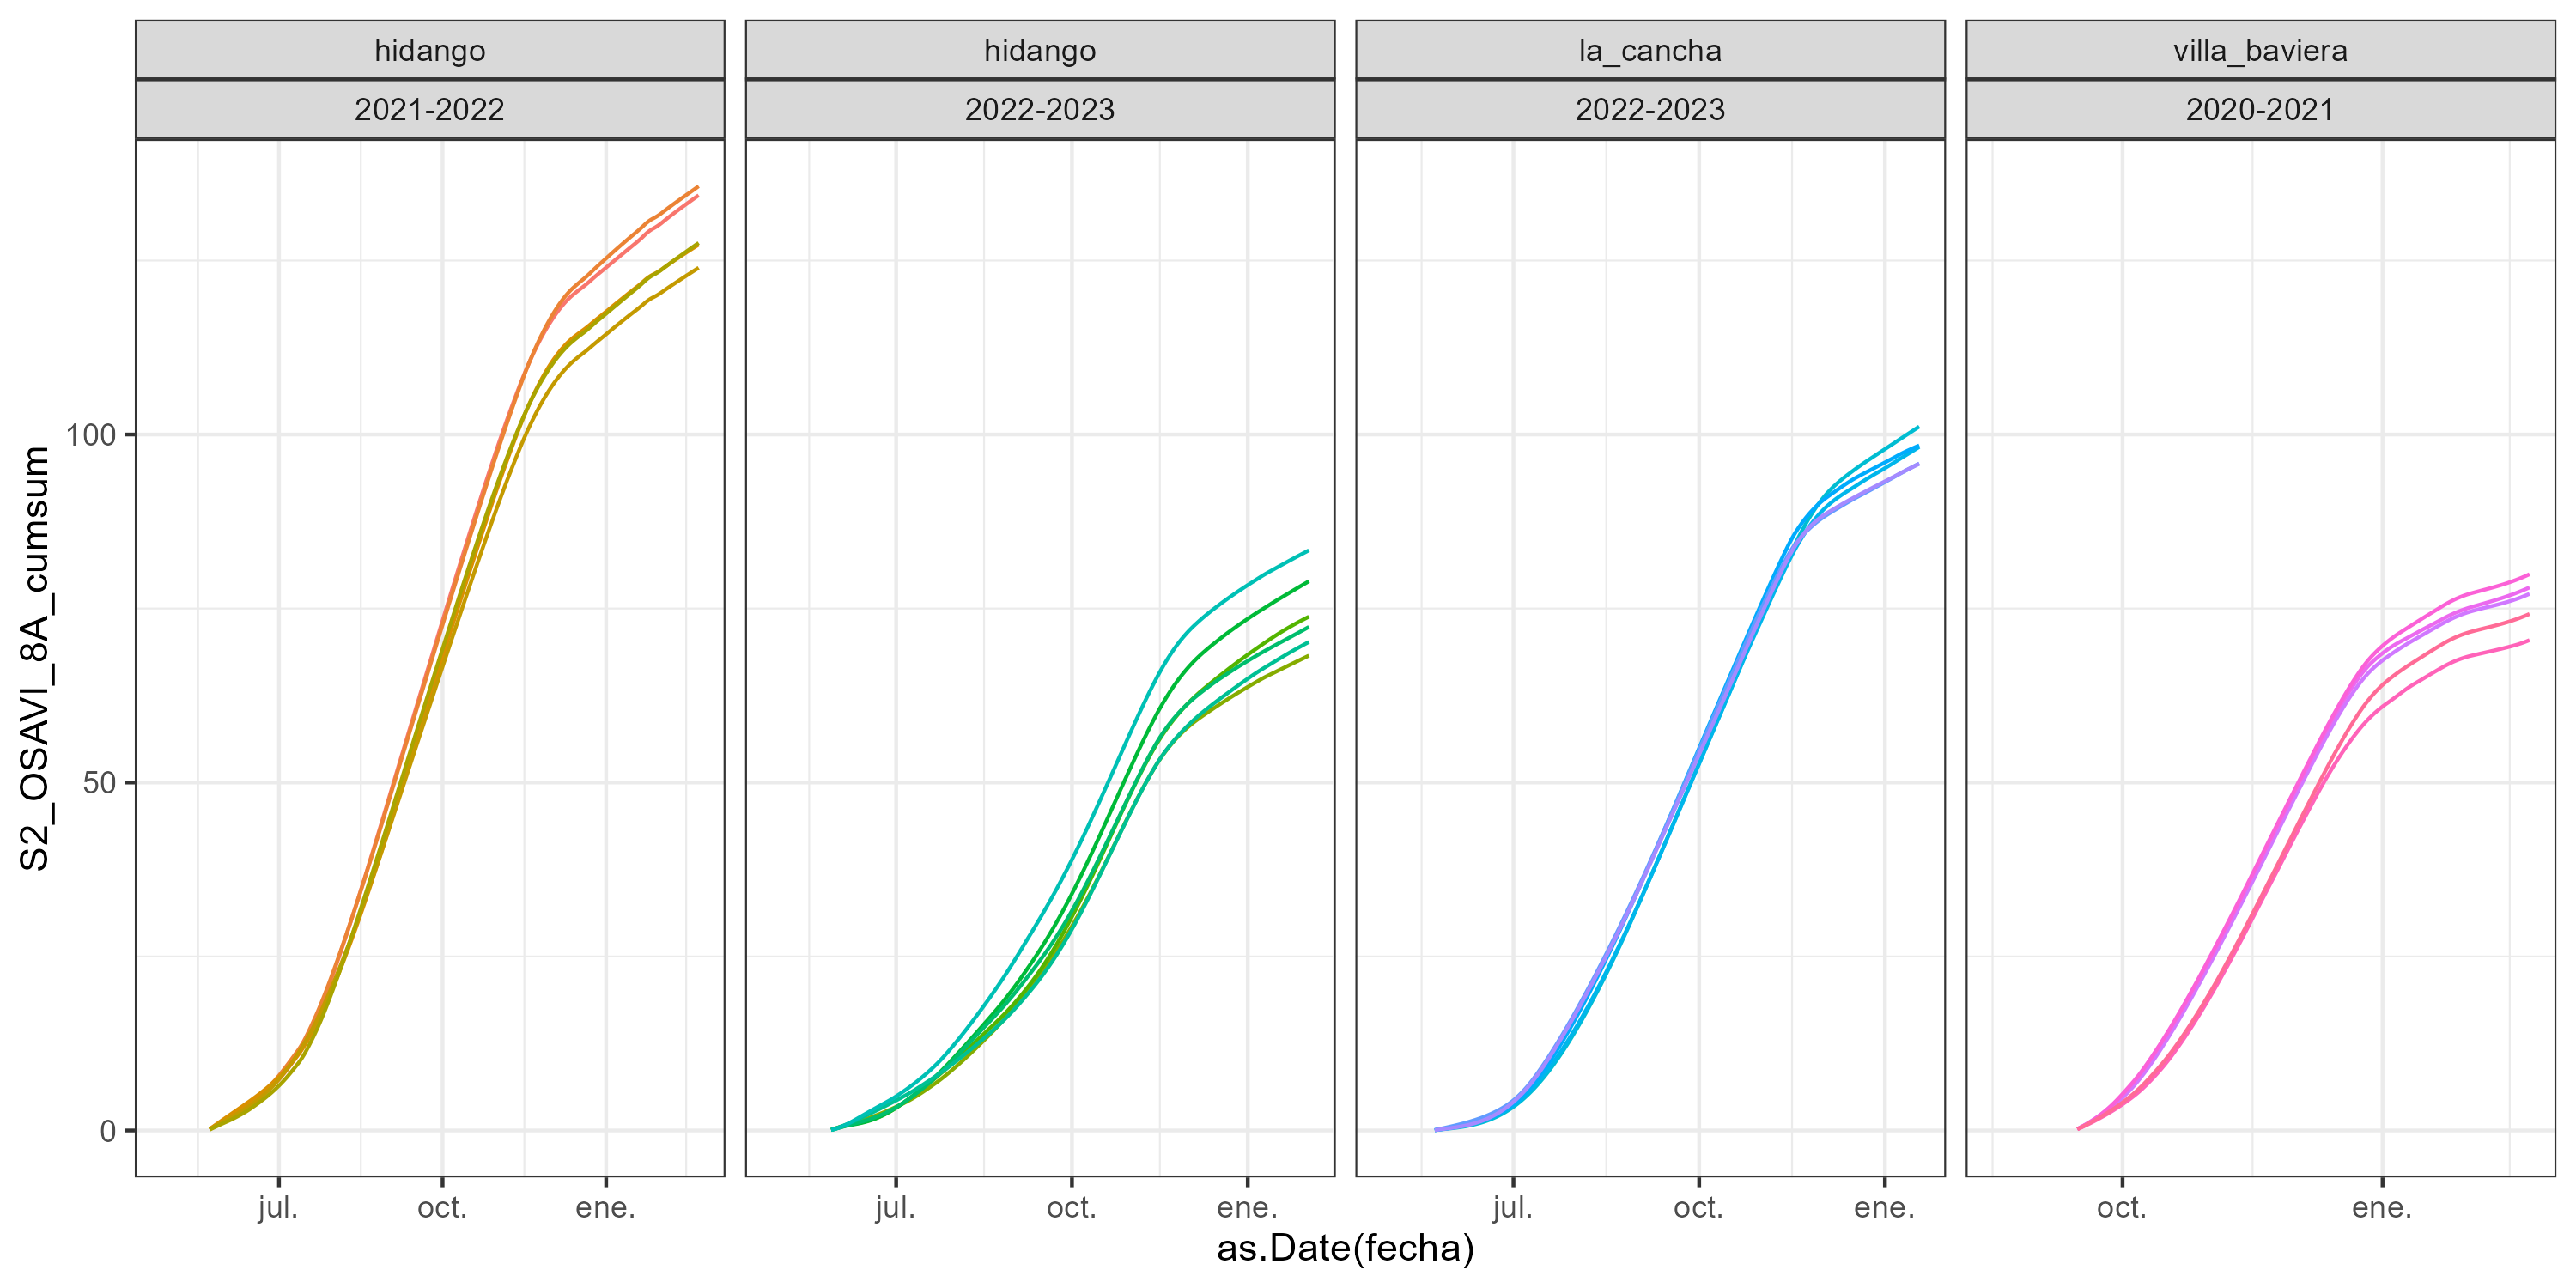 hidango hidango la_cancha villa_baviera
2021-2022 2022-2023 2022-2023 2020-2021
S2_OSAVI_8A_cumsum
100
50
0
jul. oct. ene. jul. oct. ene. jul. oct. ene. oct. ene.
as.Date(fecha)